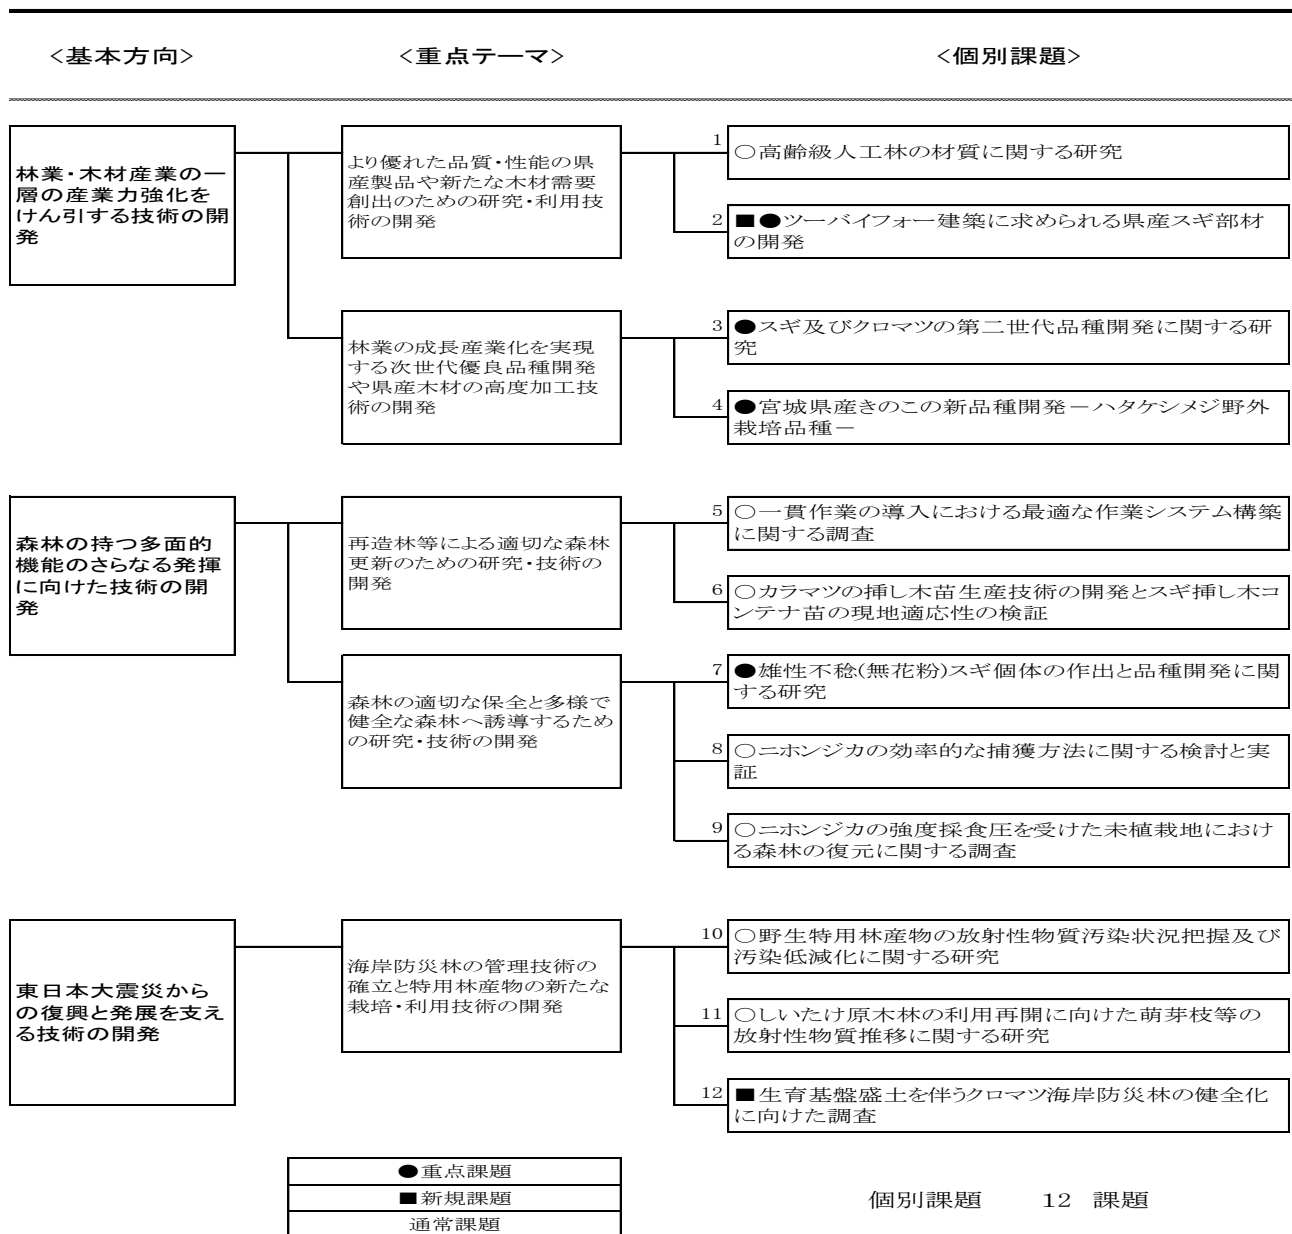 <基本方向>
<重点テーマ>
<個別課題>
林業・木材産業の一
層の産業力強化を
けん引する技術の開
発
より優れた品質・性能の県
産製品や新たな木材需要
創出のための研究・利用技
術の開発
1
○高齢級人工林の材質に関する研究
2
■●ツーバイフォー建築に求められる県産スギ部材
の開発
林業の成長産業化を実現
する次世代優良品種開発
や県産木材の高度加工技
術の開発
3
●スギ及びクロマツの第二世代品種開発に関する研
究
4
●宮城県産きのこの新品種開発－ハタケシメジ野外
栽培品種－
森林の持つ多面的
機能のさらなる発揮
に向けた技術の開
発
再造林等による適切な森林
更新のための研究・技術の
開発
5
○一貫作業の導入における最適な作業システム構築
に関する調査
6
○カラマツの挿し木苗生産技術の開発とスギ挿し木コ
ンテナ苗の現地適応性の検証
森林の適切な保全と多様で
健全な森林へ誘導するため
の研究・技術の開発
7
●雄性不稔(無花粉)スギ個体の作出と品種開発に関
する研究
8
○ニホンジカの効率的な捕獲方法に関する検討と実
証
9
○ニホンジカの強度採食圧を受けた未植栽地におけ
る森林の復元に関する調査
東日本大震災から
の復興と発展を支え
る技術の開発
海岸防災林の管理技術の
確立と特用林産物の新たな
栽培・利用技術の開発
10
○野生特用林産物の放射性物質汚染状況把握及び
汚染低減化に関する研究
11
○しいたけ原木林の利用再開に向けた萌芽枝等の
放射性物質推移に関する研究
12
■生育基盤盛土を伴うクロマツ海岸防災林の健全化
に向けた調査
●重点課題
■新規課題
通常課題
個別課題 12 課題